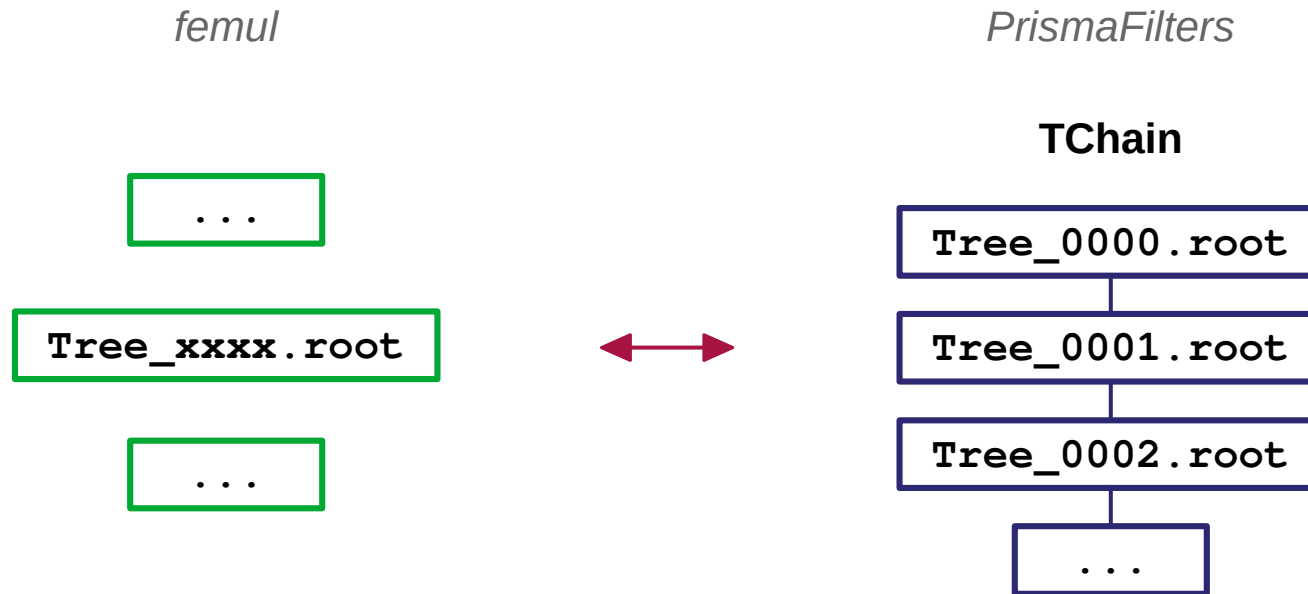 femul
...
Tree_xxxx.root
...
PrismaFilters
TChain
Tree_0000.root
Tree_0001.root
Tree_0002.root
...